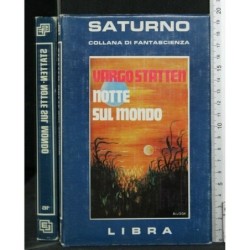 SATURNO
COLLANA DI FANTASCIENZA
VARGO STATTEN
NOTTE
SUL MONDO
LIBRA
STATTEN - NOTTE SUL MONDO